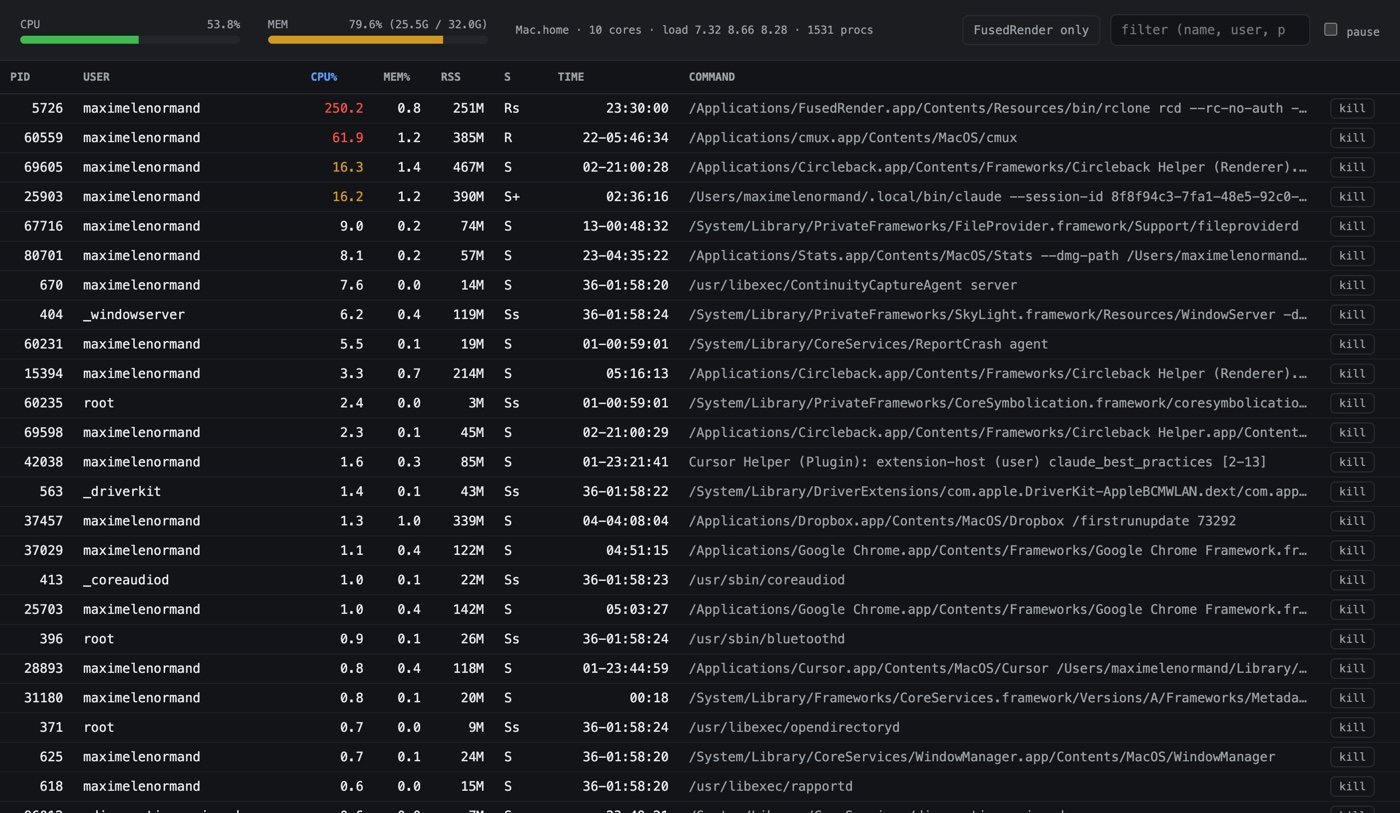 CPU 53.8% MEM 79.6% (25.5G / 32.0G) Mac.home · 10 cores · load 7.32 8.66 8.28 · 1531 procs FusedRender only filter (name, user, p pause
PID USER CPU% MEM% RSS S TIME COMMAND
5726 maximelenormand 250.2 0.8 251M Rs 23:30:00 /Applications/FusedRender.app/Contents/Resources/bin/rclone rcd --rc-no-auth -… kill
60559 maximelenormand 61.9 1.2 385M R 22-05:46:34 /Applications/cmux.app/Contents/MacOS/cmux kill
69605 maximelenormand 16.3 1.4 467M S 02-21:00:28 /Applications/Circleback.app/Contents/Frameworks/Circleback Helper (Renderer).… kill
25903 maximelenormand 16.2 1.2 390M S+ 02:36:16 /Users/maximelenormand/.local/bin/claude --session-id 8f8f94c3-7fa1-48e5-92c0-… kill
67716 maximelenormand 9.0 0.2 74M S 13-00:48:32 /System/Library/PrivateFrameworks/FileProvider.framework/Support/fileproviderd kill
80701 maximelenormand 8.1 0.2 57M S 23-04:35:22 /Applications/Stats.app/Contents/MacOS/Stats --dmg-path /Users/maximelenormand… kill
670 maximelenormand 7.6 0.0 14M S 36-01:58:20 /usr/libexec/ContinuityCaptureAgent server kill
404 _windowserver 6.2 0.4 119M Ss 36-01:58:24 /System/Library/PrivateFrameworks/SkyLight.framework/Resources/WindowServer -d… kill
60231 maximelenormand 5.5 0.1 19M S 01-00:59:01 /System/Library/CoreServices/ReportCrash agent kill
15394 maximelenormand 3.3 0.7 214M S 05:16:13 /Applications/Circleback.app/Contents/Frameworks/Circleback Helper (Renderer).… kill
60235 root 2.4 0.0 3M Ss 01-00:59:01 /System/Library/PrivateFrameworks/CoreSymbolication.framework/coresymbolicatio… kill
69598 maximelenormand 2.3 0.1 45M S 02-21:00:29 /Applications/Circleback.app/Contents/Frameworks/Circleback Helper.app/Content… kill
42038 maximelenormand 1.6 0.3 85M S 01-23:21:41 Cursor Helper (Plugin): extension-host (user) claude_best_practices [2-13] kill
563 _driverkit 1.4 0.1 43M Ss 36-01:58:22 /System/Library/DriverExtensions/com.apple.DriverKit-AppleBCMWLAN.dext/com.app… kill
37457 maximelenormand 1.3 1.0 339M S 04-04:08:04 /Applications/Dropbox.app/Contents/MacOS/Dropbox /firstrunupdate 73292 kill
37029 maximelenormand 1.1 0.4 122M S 04:51:15 /Applications/Google Chrome.app/Contents/Frameworks/Google Chrome Framework.fr… kill
413 _coreaudiod 1.0 0.1 22M Ss 36-01:58:23 /usr/sbin/coreaudiod kill
25703 maximelenormand 1.0 0.4 142M S 05:03:27 /Applications/Google Chrome.app/Contents/Frameworks/Google Chrome Framework.fr… kill
396 root 0.9 0.1 26M Ss 36-01:58:24 /usr/sbin/bluetoothd kill
28893 maximelenormand 0.8 0.4 118M S 01-23:44:59 /Applications/Cursor.app/Contents/MacOS/Cursor /Users/maximelenormand/Library/… kill
31180 maximelenormand 0.8 0.1 20M S 00:18 /System/Library/Frameworks/CoreServices.framework/Versions/A/Frameworks/Metada… kill
371 root 0.7 0.0 9M Ss 36-01:58:24 /usr/libexec/opendirectoryd kill
625 maximelenormand 0.7 0.1 24M S 36-01:58:20 /System/Library/CoreServices/WindowManager.app/Contents/MacOS/WindowManager kill
618 maximelenormand 0.6 0.0 15M S 36-01:58:20 /usr/libexec/rapportd kill